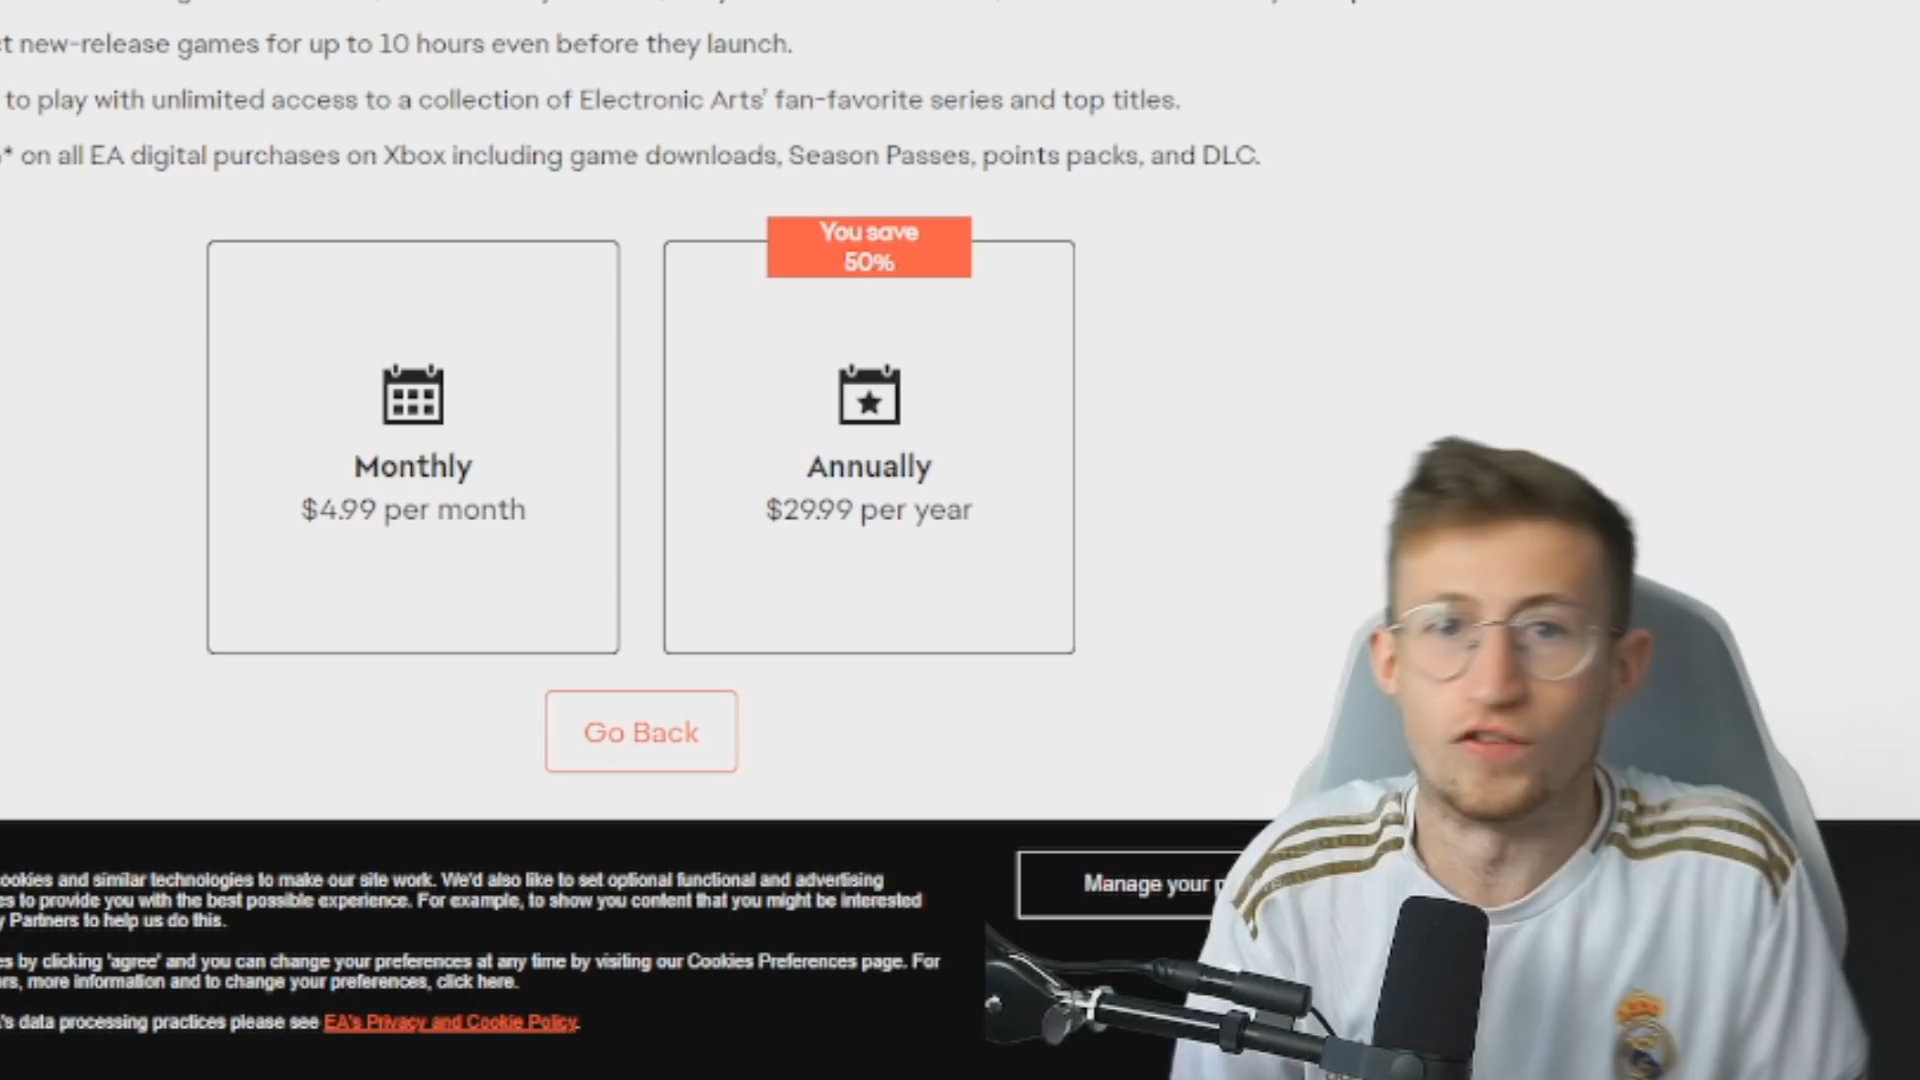 t new-release games for up to 10 hours even before they launch.
to play with unlimited access to a collection of Electronic Arts' fan-favorite series and top titles.
* on all EA digital purchases on Xbox including game downloads, Season Passes, points packs, and DLC.
You save
50%
Monthly
$4.99 per month
Annually
$29.99 per year
Go Back
ookies and similar technologies to make our site work. We'd also like to set optional functional and advertising
es to provide you with the best possible experience. For example, to show you content that you might be interested
y Partners to help us do this.
Manage your p
es by clicking 'agree' and you can change your preferences at any time by visiting our Cookies Preferences page. For
rs, more information and to change your preferences, click here.
's data processing practices please see EA's Privacy and Cookie Policy.